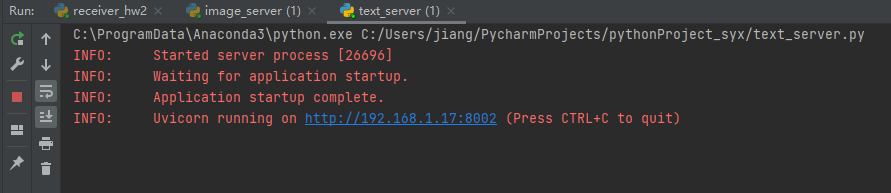 Run: receiver_hw2 × image_server (1) × text_server (1) ×
C:\ProgramData\Anaconda3\python.exe C:/Users/jiang/PycharmProjects/pythonProject_syx/text_server.py
INFO:     Started server process [26696]
INFO:     Waiting for application startup.
INFO:     Application startup complete.
INFO:     Uvicorn running on http://192.168.1.17:8002 (Press CTRL+C to quit)